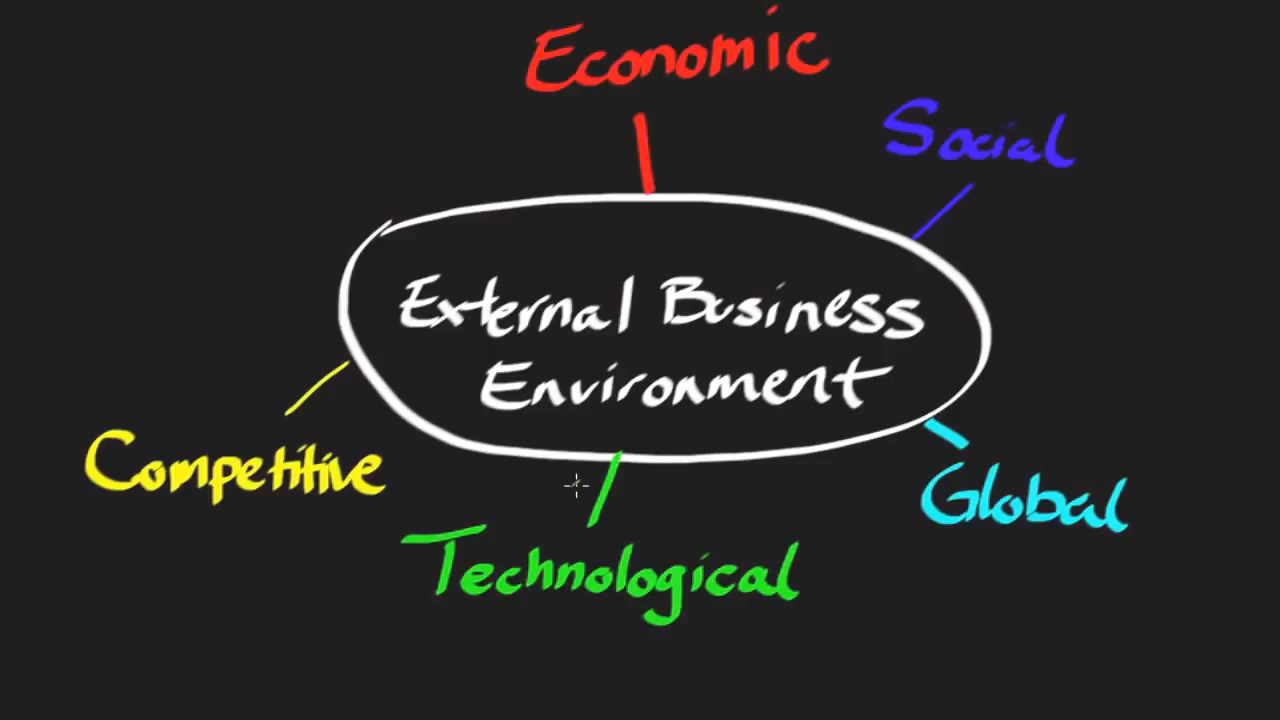 Economic
Social
External Business
Environment
Competitive
Global
Technological